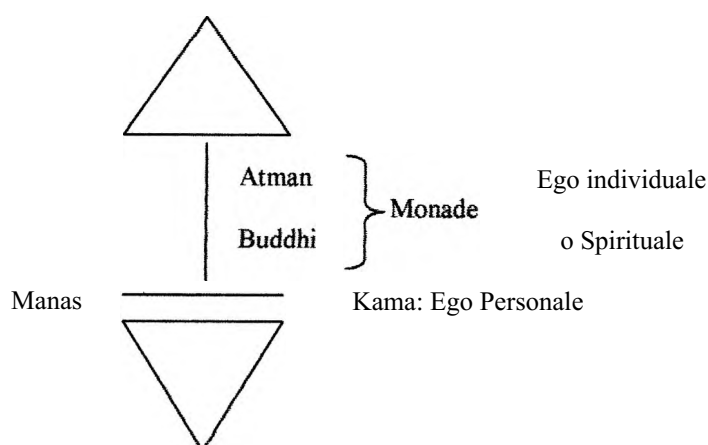 Atman
Buddhi
Monade
Ego individuale
o Spirituale
Manas
Kama: Ego Personale